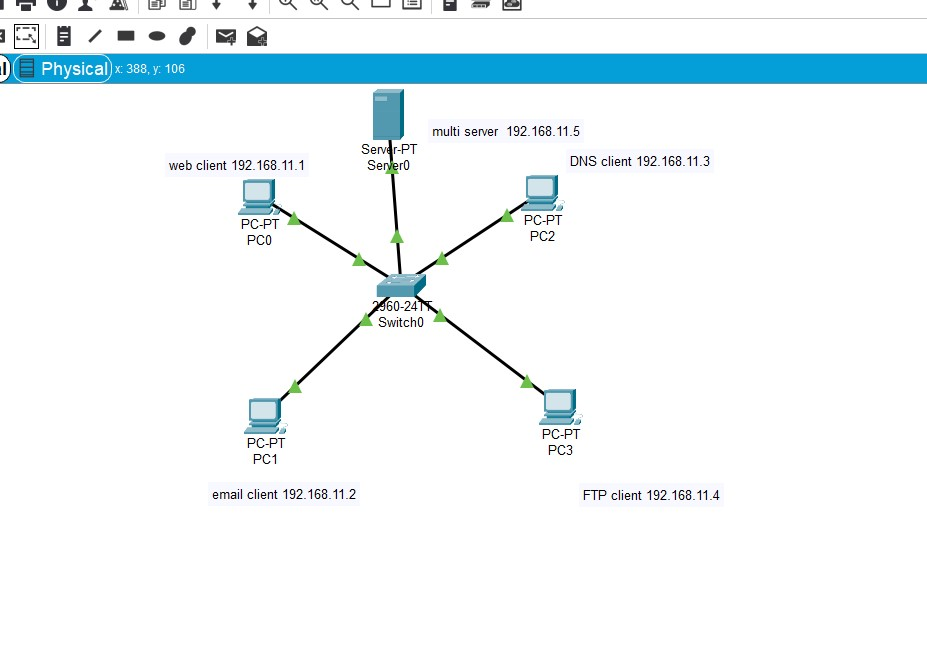 Physical x: 388, y: 106
multi server 192.168.11.5
Server-PT
Server0
web client 192.168.11.1
DNS client 192.168.11.3
PC-PT
PC0
PC-PT
PC2
2960-24TT
Switch0
PC-PT
PC1
PC-PT
PC3
email client 192.168.11.2
FTP client 192.168.11.4